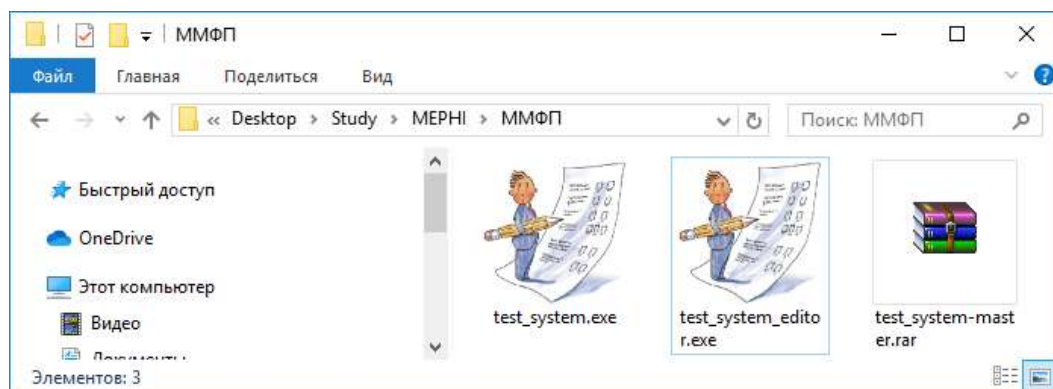 ММФП
Файл Главная Поделиться Вид
« Desktop › Study › MEPHI › ММФП
Поиск: ММФП
Быстрый доступ
OneDrive
Этот компьютер
Видео
Документы
test_system.exe
test_system_edito
r.exe
test_system-mast
er.rar
Элементов: 3